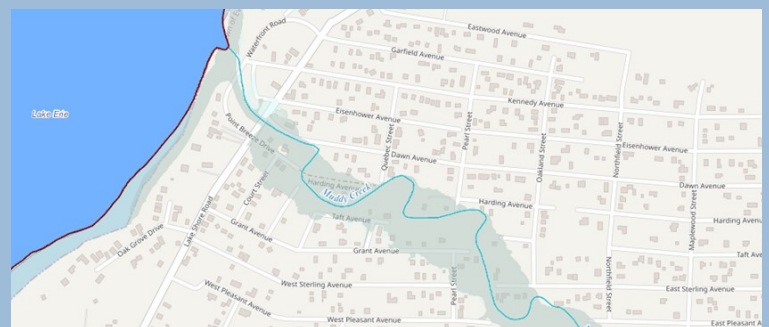 Eastwood Avenue
Waterfront Road
Garfield Avenue
Kennedy Avenue
Lake Erie
Eisenhower Avenue
Point Breeze Drive
Quebec Street
Pearl Street
Oakland Street
Northfield Street
Eisenhower Avenue
Dawn Avenue
Dawn Avenue
Harding Avenue
Muddy Creek
Court Street
Harding Avenue
Maplewood Street
Lake Shore Road
Taft Avenue
Harding Avenue
Grant Avenue
Oak Grove Drive
Grant Avenue
Taft Ave
Pearl Street
Northfield Street
West Sterling Avenue
East Sterling Avenue
West Pleasant Avenue
West Pleasant Avenue
East Pleasant A